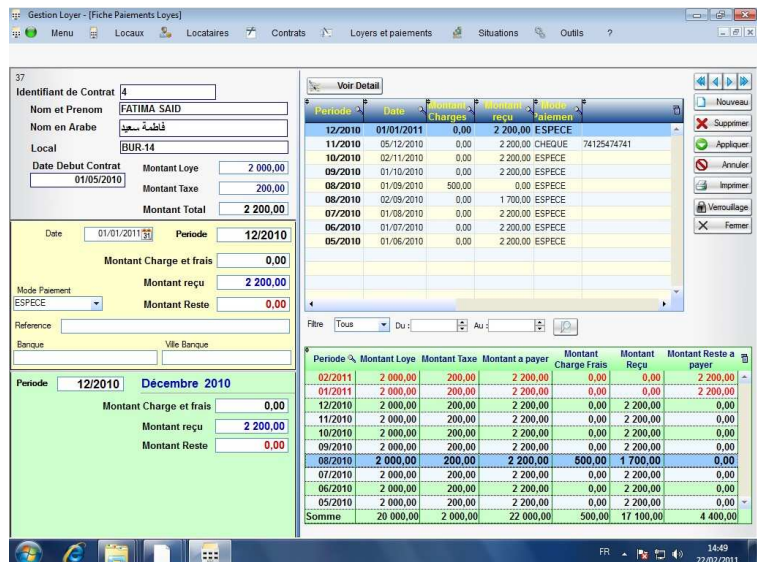 Gestion Loyer - [Fiche Paiements Loyes]
Menu Locaux Locataires Contrats Loyers et paiements Situations Outils ?
37
Identifiant de Contrat 4
Nom et Prenom FATIMA SAID
Nom en Arabe فاطمة سعيد
Local BUR-14
Date Debut Contrat Montant Loye 2 000,00
01/05/2010
Montant Taxe 200,00
Montant Total 2 200,00
Date 01/01/2011 31 Periode 12/2010
Montant Charge et frais 0,00
Montant reçu 2 200,00
Mode Paiement
ESPECE Montant Reste 0,00
Reference
Banque Ville Banque
Periode 12/2010 Décembre 2010
Montant Charge et frais 0,00
Montant reçu 2 200,00
Montant Reste 0,00
Voir Detail
Periode Date Montant Charges Montant reçu Mode Paiemen
12/2010 01/01/2011 0,00 2 200,00 ESPECE
11/2010 05/12/2010 0,00 2 200,00 CHEQUE 74125474741
10/2010 02/11/2010 0,00 2 200,00 ESPECE
09/2010 01/10/2010 0,00 2 200,00 ESPECE
08/2010 01/09/2010 500,00 0,00 ESPECE
08/2010 02/09/2010 0,00 1 700,00 ESPECE
07/2010 01/08/2010 0,00 2 200,00 ESPECE
06/2010 01/07/2010 0,00 2 200,00 ESPECE
05/2010 01/06/2010 0,00 2 200,00 ESPECE
Filtre Tous Du : Au :
Periode Montant Loye Montant Taxe Montant a payer Montant Charge Frais Montant Reçu Montant Reste a payer
02/2011 2 000,00 200,00 2 200,00 0,00 0,00 2 200,00
01/2011 2 000,00 200,00 2 200,00 0,00 0,00 2 200,00
12/2010 2 000,00 200,00 2 200,00 0,00 2 200,00 0,00
11/2010 2 000,00 200,00 2 200,00 0,00 2 200,00 0,00
10/2010 2 000,00 200,00 2 200,00 0,00 2 200,00 0,00
09/2010 2 000,00 200,00 2 200,00 0,00 2 200,00 0,00
08/2010 2 000,00 200,00 2 200,00 500,00 1 700,00 0,00
07/2010 2 000,00 200,00 2 200,00 0,00 2 200,00 0,00
06/2010 2 000,00 200,00 2 200,00 0,00 2 200,00 0,00
05/2010 2 000,00 200,00 2 200,00 0,00 2 200,00 0,00
Somme 20 000,00 2 000,00 22 000,00 500,00 17 100,00 4 400,00
Nouveau
Supprimer
Appliquer
Annuler
Imprimer
Verrouillage
Fermer
FR 14:49
22/02/2011